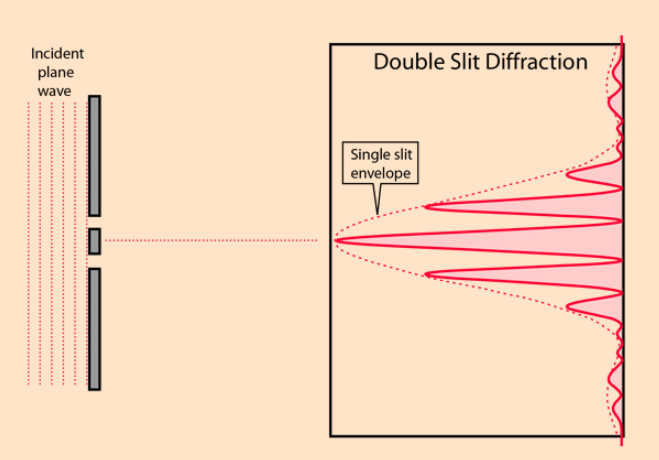 Incident
plane
wave
Double Slit Diffraction
Single slit
envelope